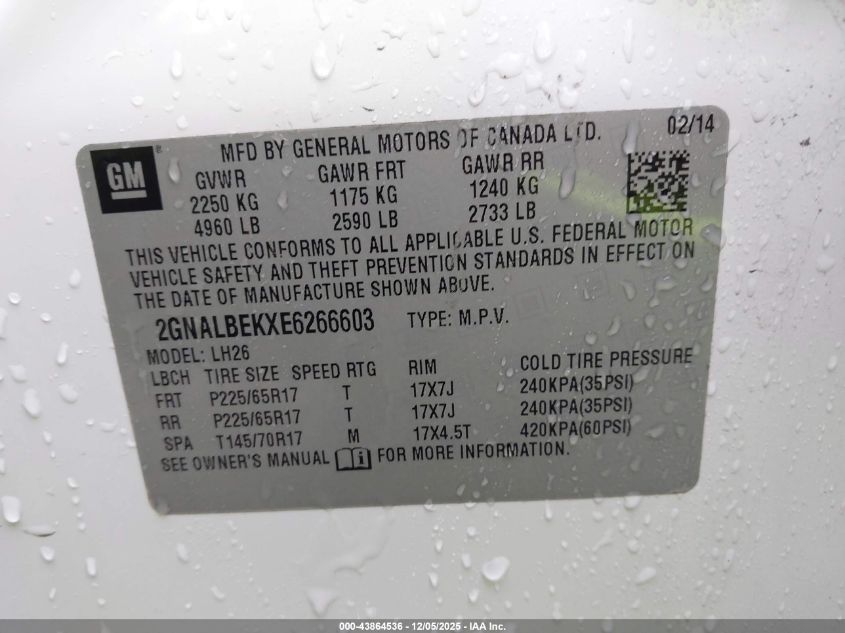 GM ®
MFD BY GENERAL MOTORS OF CANADA LTD. 02/14
GVWR GAWR FRT GAWR RR
2250 KG 1175 KG 1240 KG
4960 LB 2590 LB 2733 LB
THIS VEHICLE CONFORMS TO ALL APPLICABLE U.S. FEDERAL MOTOR
VEHICLE SAFETY AND THEFT PREVENTION STANDARDS IN EFFECT ON
THE DATE OF MANUFACTURE SHOWN ABOVE.
2GNALBEKXE6266603 TYPE: M.P.V.
MODEL: LH26
LBCH TIRE SIZE SPEED RTG RIM COLD TIRE PRESSURE
FRT P225/65R17 T 17X7J 240KPA(35PSI)
RR P225/65R17 T 17X7J 240KPA(35PSI)
SPA T145/70R17 M 17X4.5T 420KPA(60PSI)
SEE OWNER'S MANUAL i FOR MORE INFORMATION.
000-43864536 - 12/05/2025 - IAA Inc.